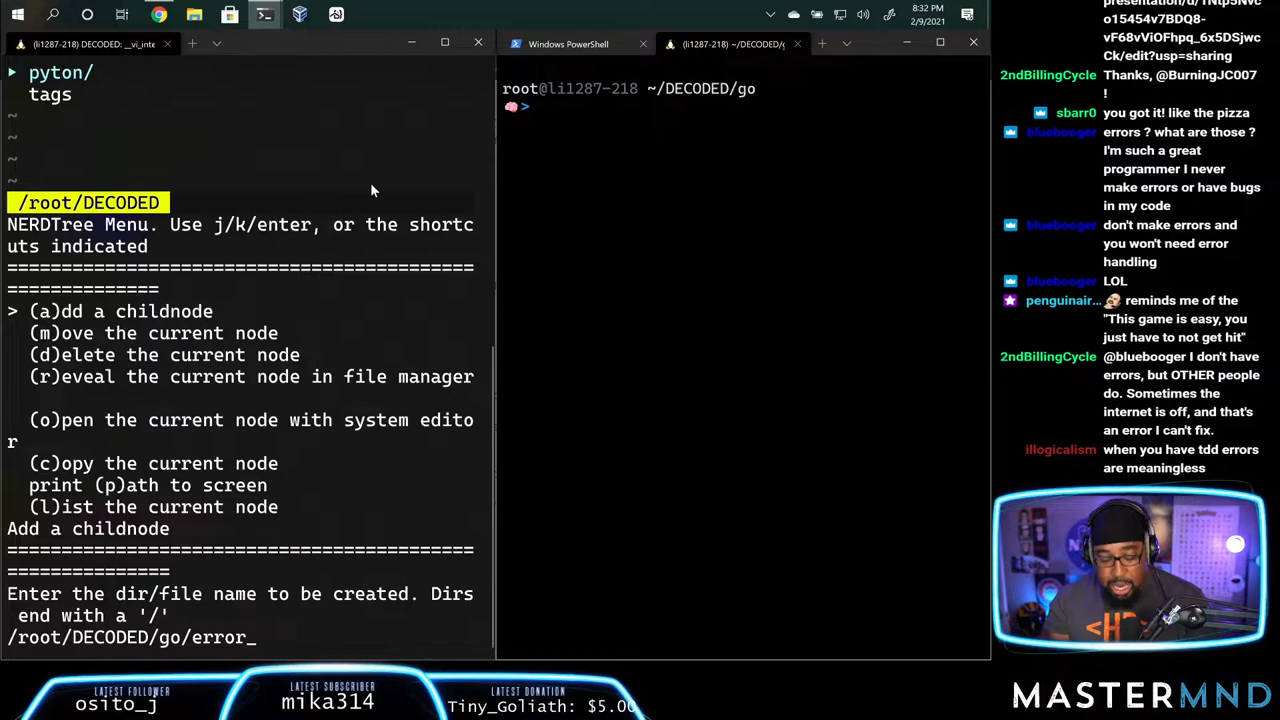 8:32 PM
2/9/2021
(li1287-218) DECODED: __vi_inte
Windows PowerShell
(li1287-218) ~/DECODED/g
▸ pyton/
tags
~
~
~
~
/root/DECODED
NERDTree Menu. Use j/k/enter, or the shortc
uts indicated
===========================================
==============
> (a)dd a childnode
(m)ove the current node
(d)elete the current node
(r)eveal the current node in file manager
(o)pen the current node with system edito
r
(c)opy the current node
print (p)ath to screen
(l)ist the current node
Add a childnode
===========================================
===============
Enter the dir/file name to be created. Dirs
end with a '/'
/root/DECODED/go/error_
root@li1287-218 ~/DECODED/go
>
presentation/d/1Ntp5Nvc
o15454v7BDQ8-
vF68vViOFhpq_6x5DSjwc
Ck/edit?usp=sharing
2ndBillingCycle Thanks, @BurningJC007
!
sbarr0 you got it! like the pizza
bluebooger errors ? what are those ?
I'm such a great
programmer I never
make errors or have bugs
in my code
bluebooger don't make errors and
you won't need error
handling
bluebooger LOL
penguinair... reminds me of the
"This game is easy, you
just have to not get hit"
2ndBillingCycle @bluebooger I don't have
errors, but OTHER people
do. Sometimes the
internet is off, and that's
an error I can't fix.
illogicalism when you have tdd errors
are meaningless
LATEST FOLLOWER
osito_j
LATEST SUBSCRIBER
mika314
LATEST DONATION
Tiny_Goliath: $5.00
MASTERMND